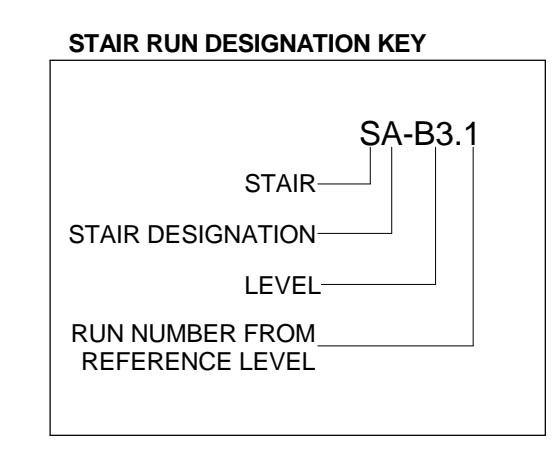 STAIR RUN DESIGNATION KEY
SA-B3.1
STAIR
STAIR DESIGNATION
LEVEL
RUN NUMBER FROM
REFERENCE LEVEL